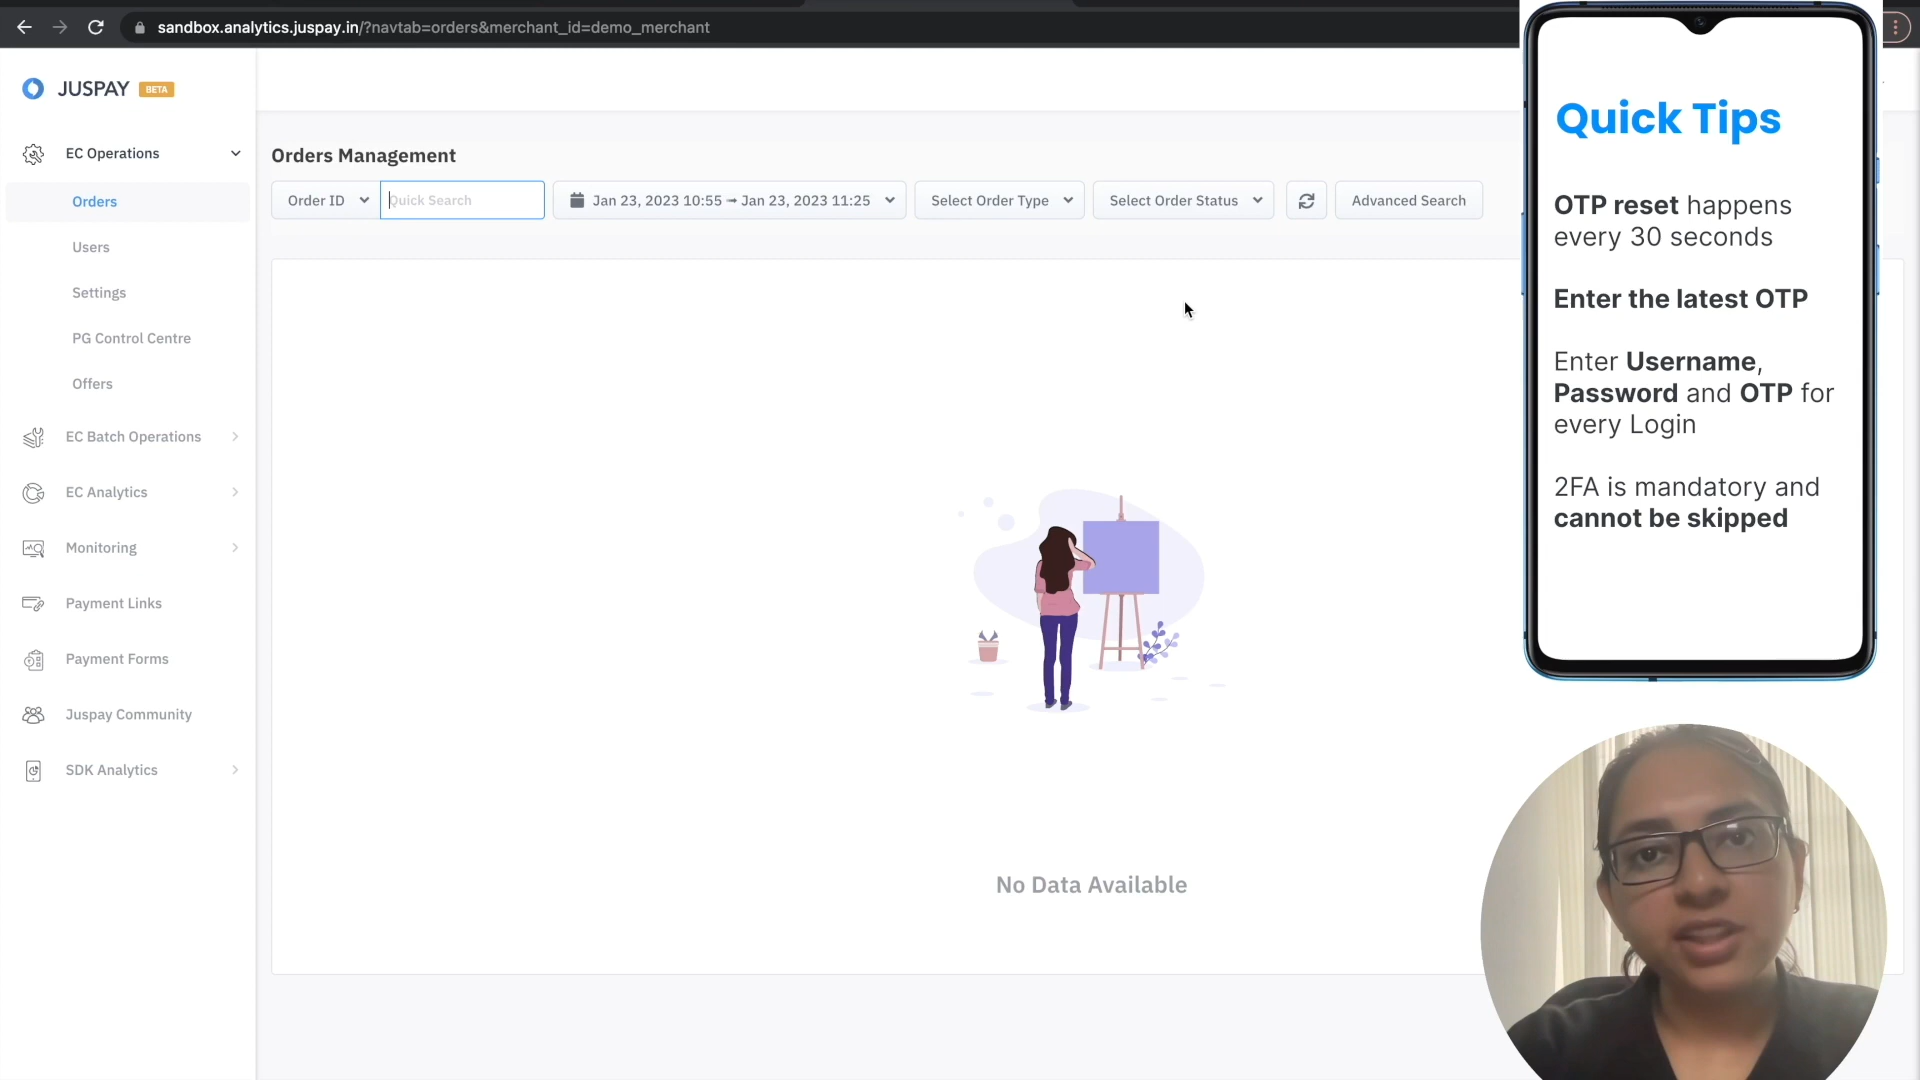 sandbox.analytics.juspay.in/?navtab=orders&merchant_id=demo_merchant
JUSPAY BETA
EC Operations
Orders
Users
Settings
PG Control Centre
Offers
EC Batch Operations
EC Analytics
Monitoring
Payment Links
Payment Forms
Juspay Community
SDK Analytics
Orders Management
Order ID
Quick Search
Jan 23, 2023 10:55 → Jan 23, 2023 11:25
Select Order Type
Select Order Status
Advanced Search
No Data Available
Quick Tips
OTP reset happens
every 30 seconds
Enter the latest OTP
Enter Username,
Password and OTP for
every Login
2FA is mandatory and
cannot be skipped